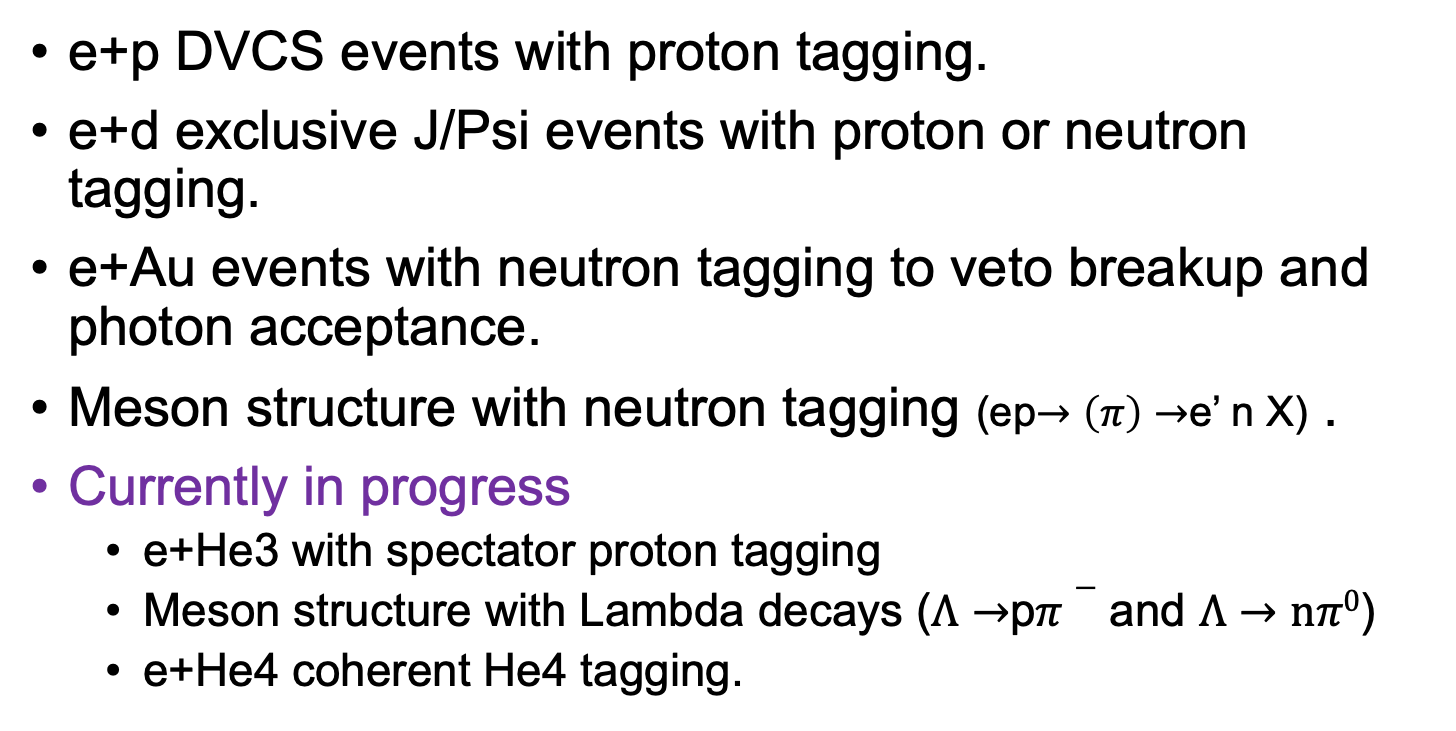 • e+p DVCS events with proton tagging.
• e+d exclusive J/Psi events with proton or neutron
tagging.
• e+Au events with neutron tagging to veto breakup and
photon acceptance.
• Meson structure with neutron tagging (ep→ (π) →e’ n X) .
• Currently in progress
• e+He3 with spectator proton tagging
• Meson structure with Lambda decays (Λ →pπ⁻ and Λ → nπ⁰)
• e+He4 coherent He4 tagging.